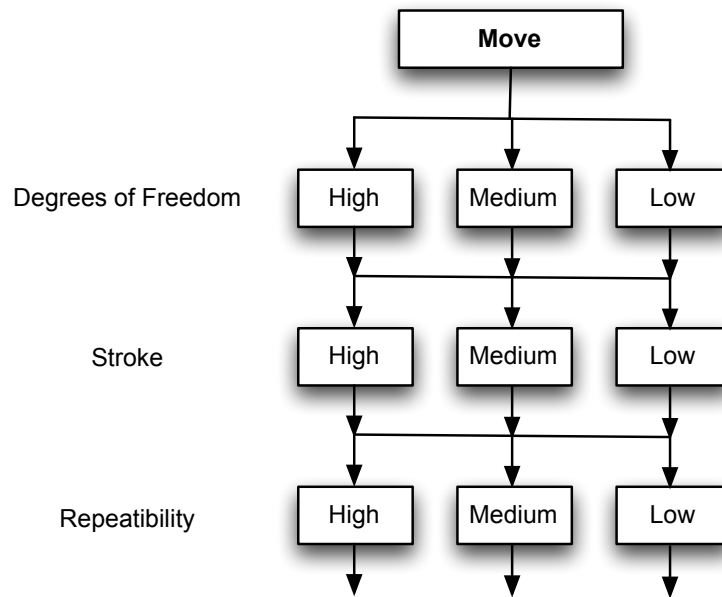 Move
Degrees of Freedom
High
Medium
Low
Stroke
High
Medium
Low
Repeatibility
High
Medium
Low